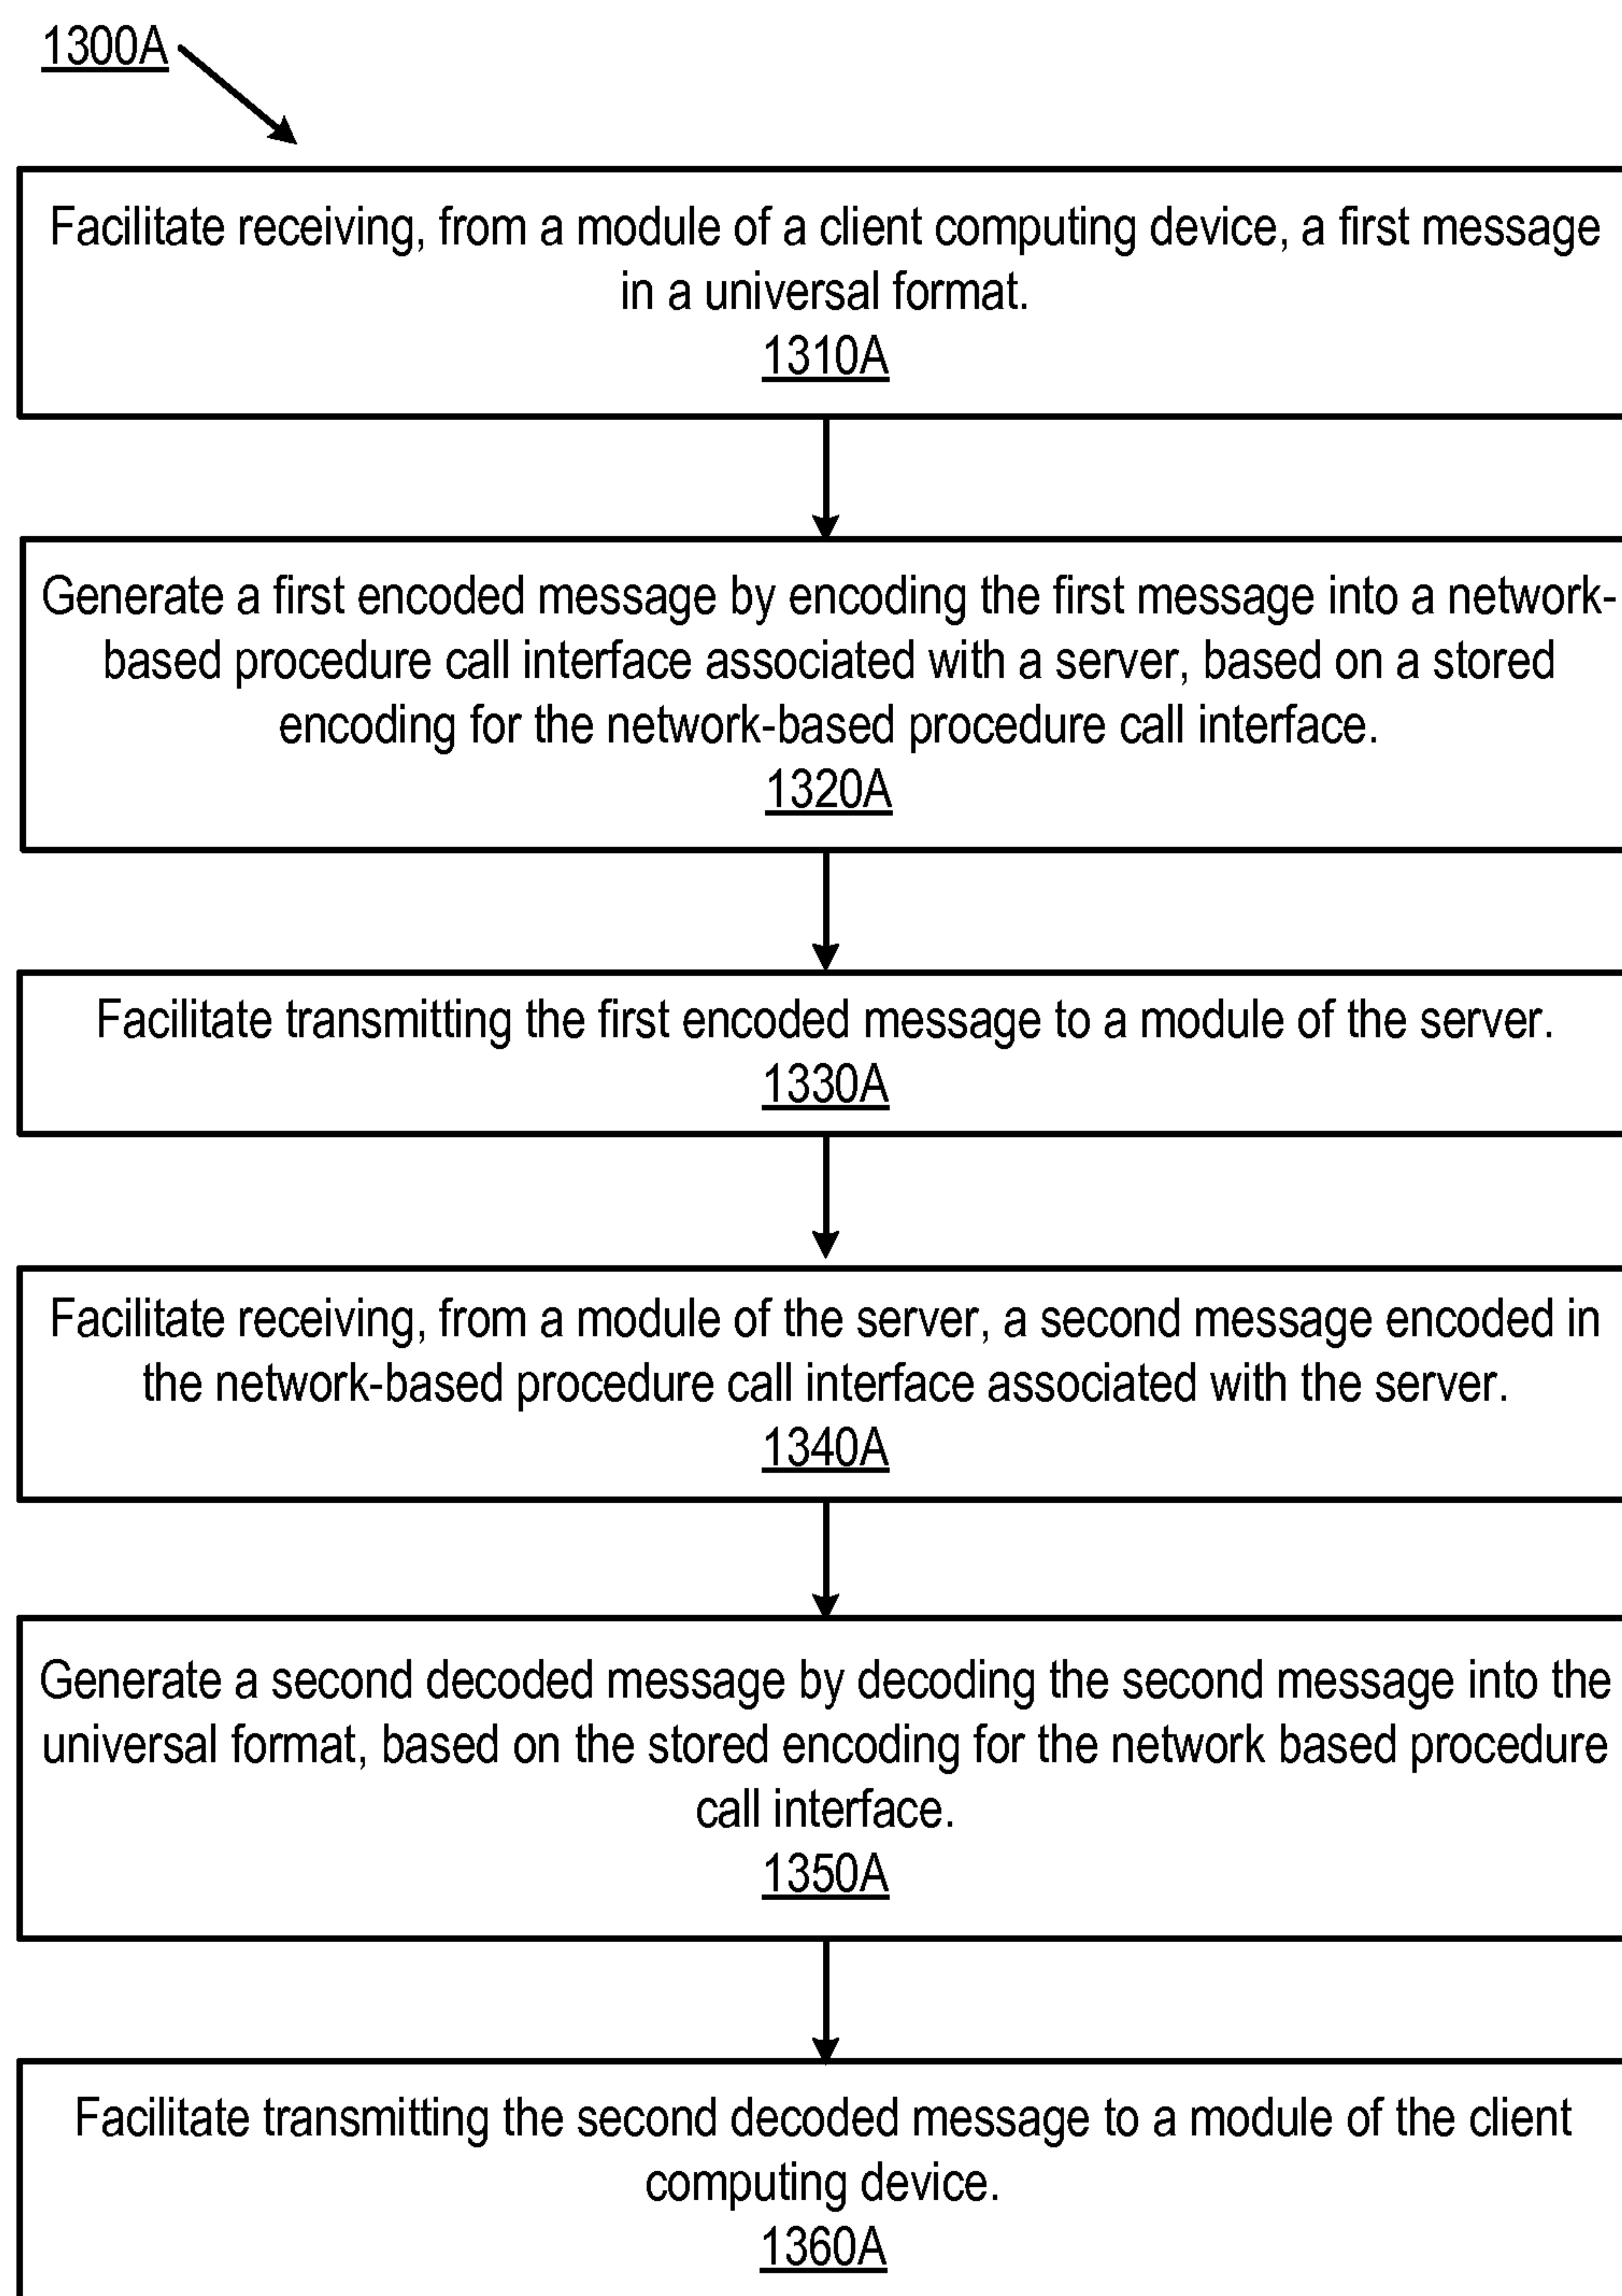 1300A
Facilitate receiving, from a module of a client computing device, a first message
in a universal format.
1310A
Generate a first encoded message by encoding the first message into a network-
based procedure call interface associated with a server, based on a stored
encoding for the network-based procedure call interface.
1320A
Facilitate transmitting the first encoded message to a module of the server.
1330A
Facilitate receiving, from a module of the server, a second message encoded in
the network-based procedure call interface associated with the server.
1340A
Generate a second decoded message by decoding the second message into the
universal format, based on the stored encoding for the network based procedure
call interface.
1350A
Facilitate transmitting the second decoded message to a module of the client
computing device.
1360A